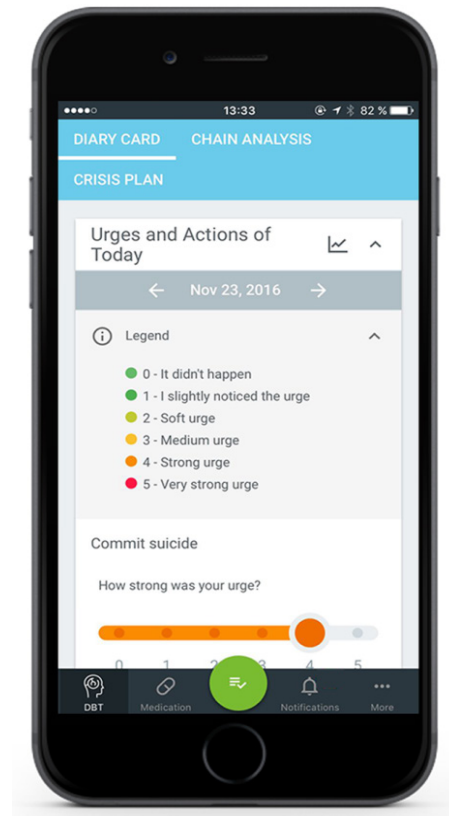 13:33 82 %
DIARY CARD CHAIN ANALYSIS
CRISIS PLAN
Urges and Actions of
Today
Nov 23, 2016
Legend
0 - It didn't happen
1 - I slightly noticed the urge
2 - Soft urge
3 - Medium urge
4 - Strong urge
5 - Very strong urge
Commit suicide
How strong was your urge?
0 1 2 3 4 5
DBT Medication Notifications More